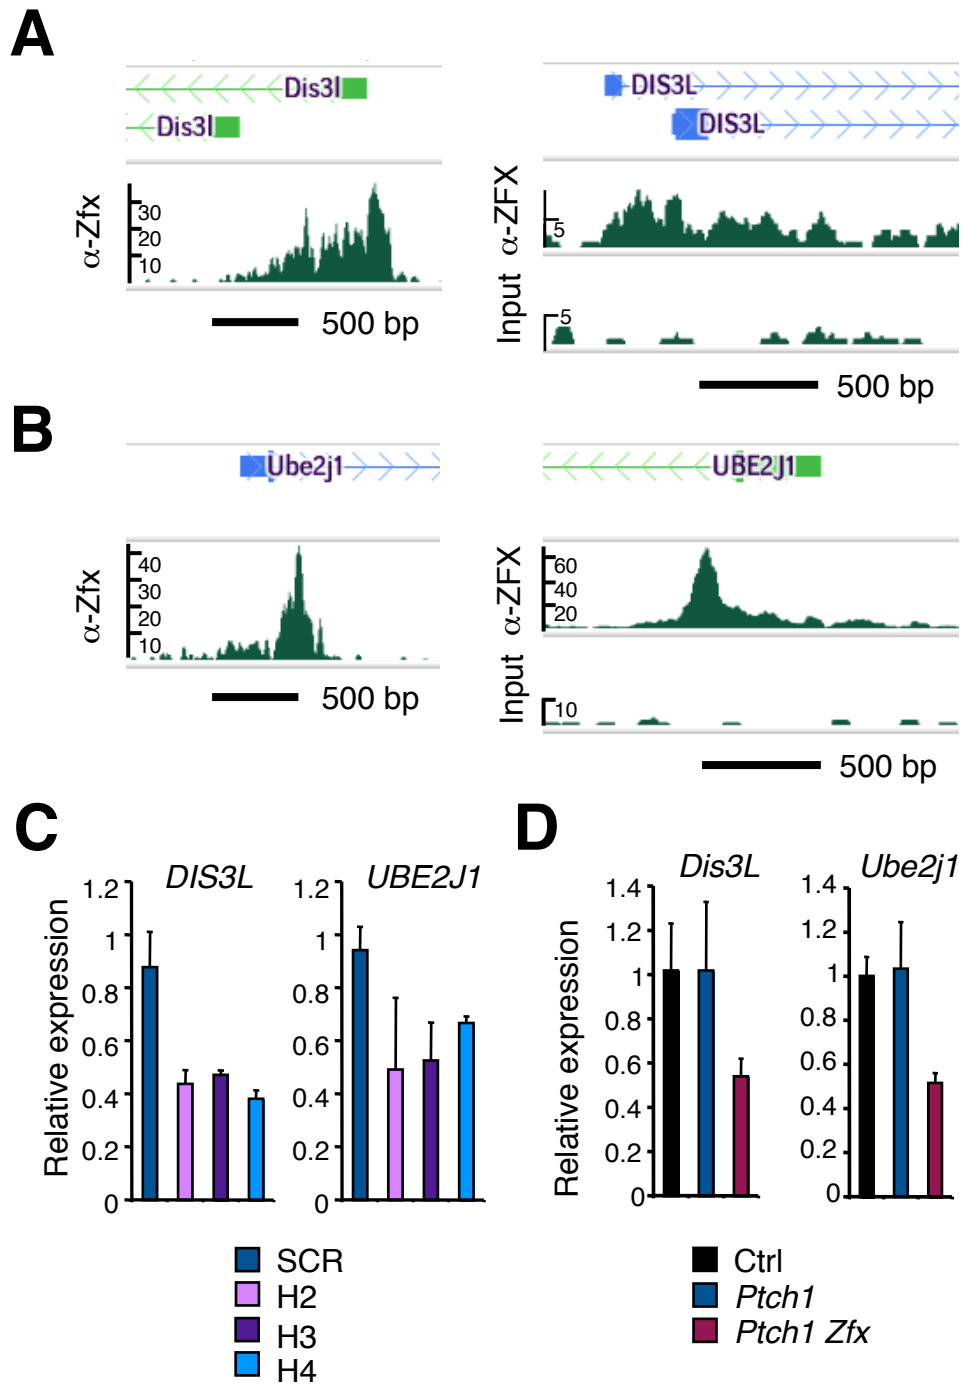 A
Dis3l
Dis3l
α-Zfx
30
20
10
500 bp
DIS3L
DIS3L
α-ZFX
5
Input
5
500 bp
B
Ube2j1
α-Zfx
40
30
20
10
500 bp
UBE2J1
α-ZFX
60
40
20
Input
10
500 bp
C
DIS3L
Relative expression
1.2
1
0.8
0.6
0.4
0.2
0
UBE2J1
1.2
1
0.8
0.6
0.4
0.2
0
SCR
H2
H3
H4
D
Dis3L
Relative expression
1.4
1.2
1
0.8
0.6
0.4
0.2
0
Ube2j1
1.4
1.2
1
0.8
0.6
0.4
0.2
0
Ctrl
Ptch1
Ptch1 Zfx